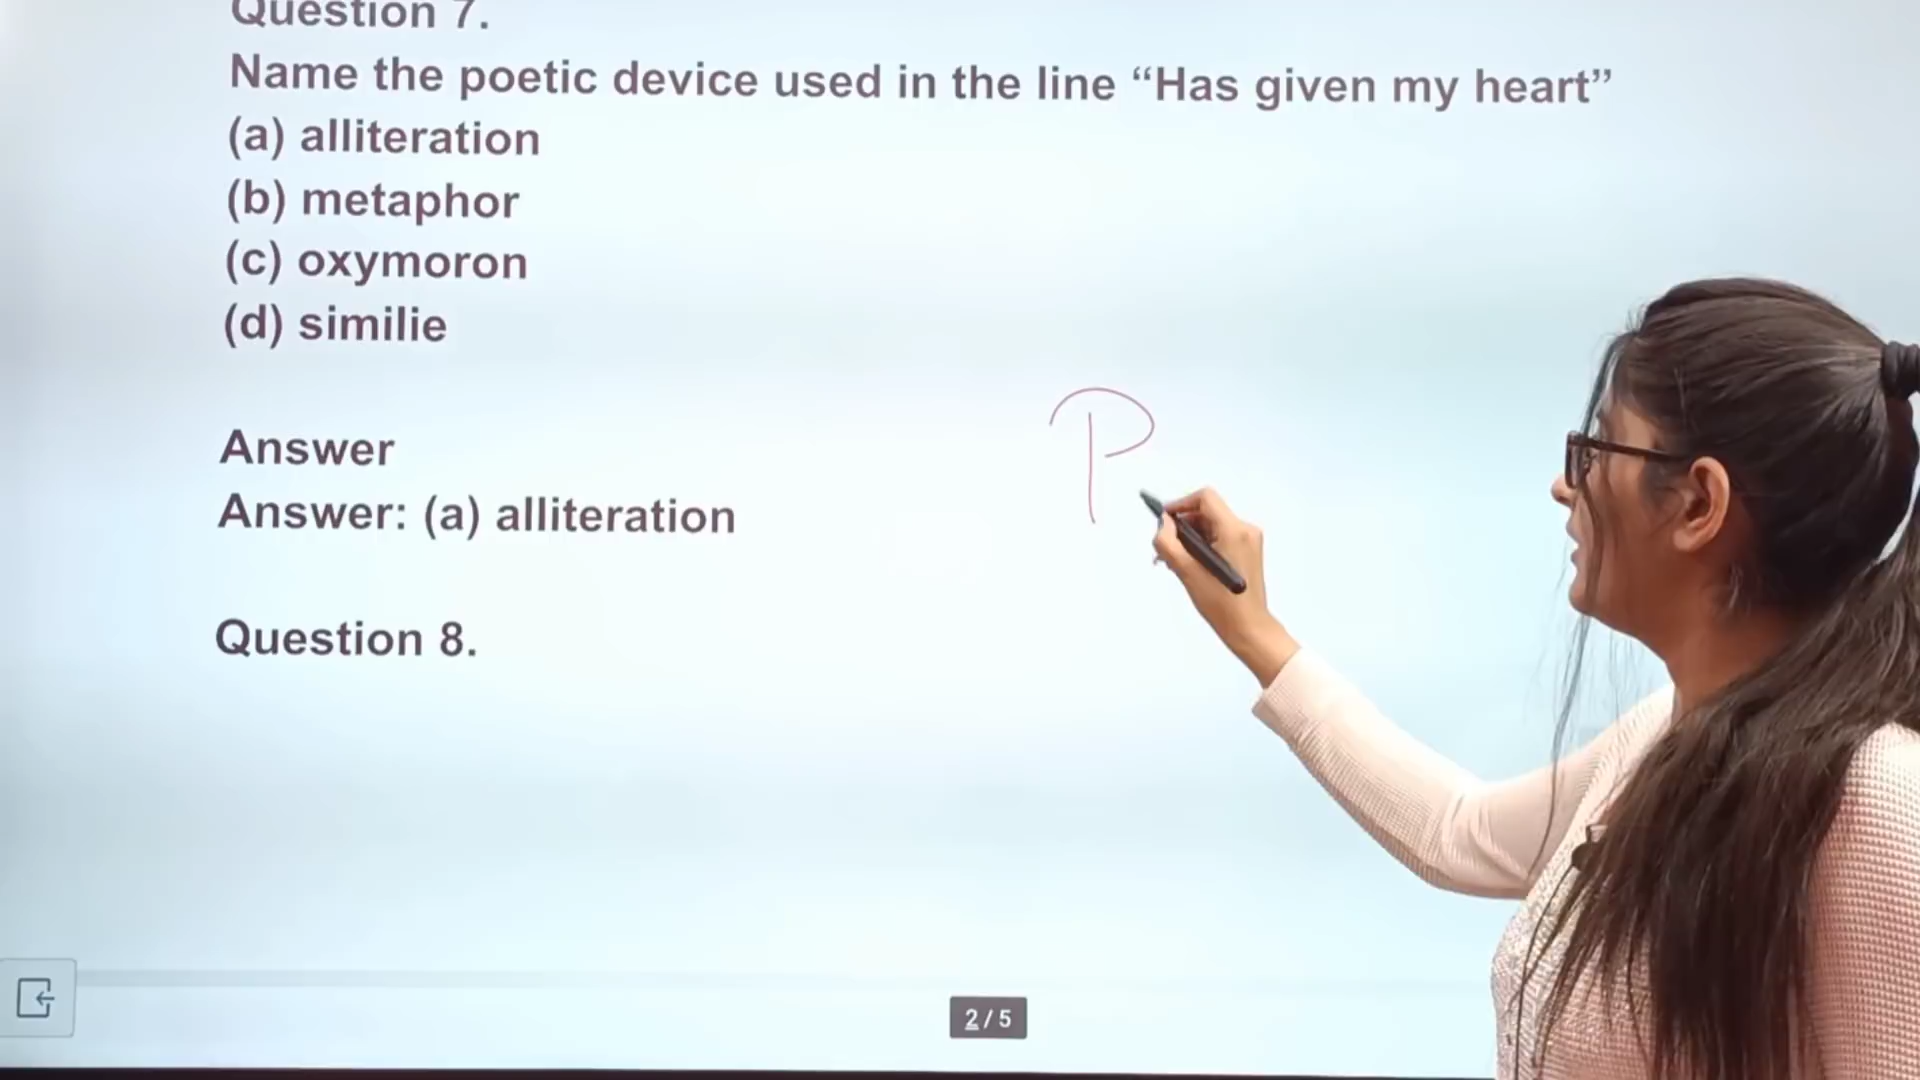 Question 7.
Name the poetic device used in the line “Has given my heart”
(a) alliteration
(b) metaphor
(c) oxymoron
(d) similie
Answer
Answer: (a) alliteration
P
Question 8.
2/5